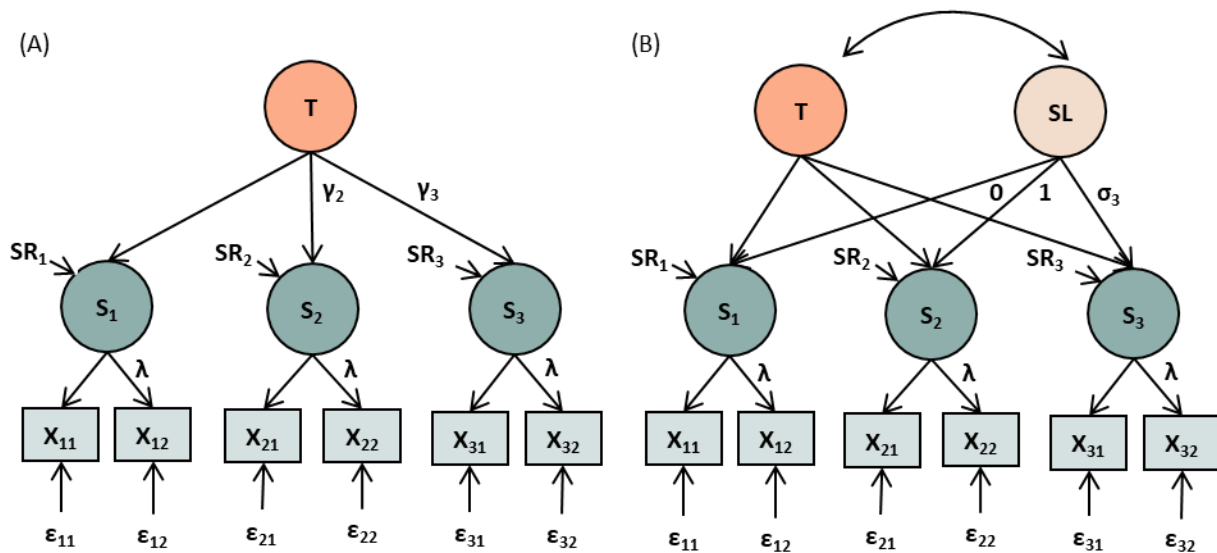 (A)
T
γ₂
γ₃
SR₁
SR₂
SR₃
S₁
S₂
S₃
λ
λ
λ
X₁₁
X₁₂
X₂₁
X₂₂
X₃₁
X₃₂
ε₁₁
ε₁₂
ε₂₁
ε₂₂
ε₃₁
ε₃₂
(B)
T
SL
0
1
σ₃
SR₁
SR₂
SR₃
S₁
S₂
S₃
λ
λ
λ
X₁₁
X₁₂
X₂₁
X₂₂
X₃₁
X₃₂
ε₁₁
ε₁₂
ε₂₁
ε₂₂
ε₃₁
ε₃₂